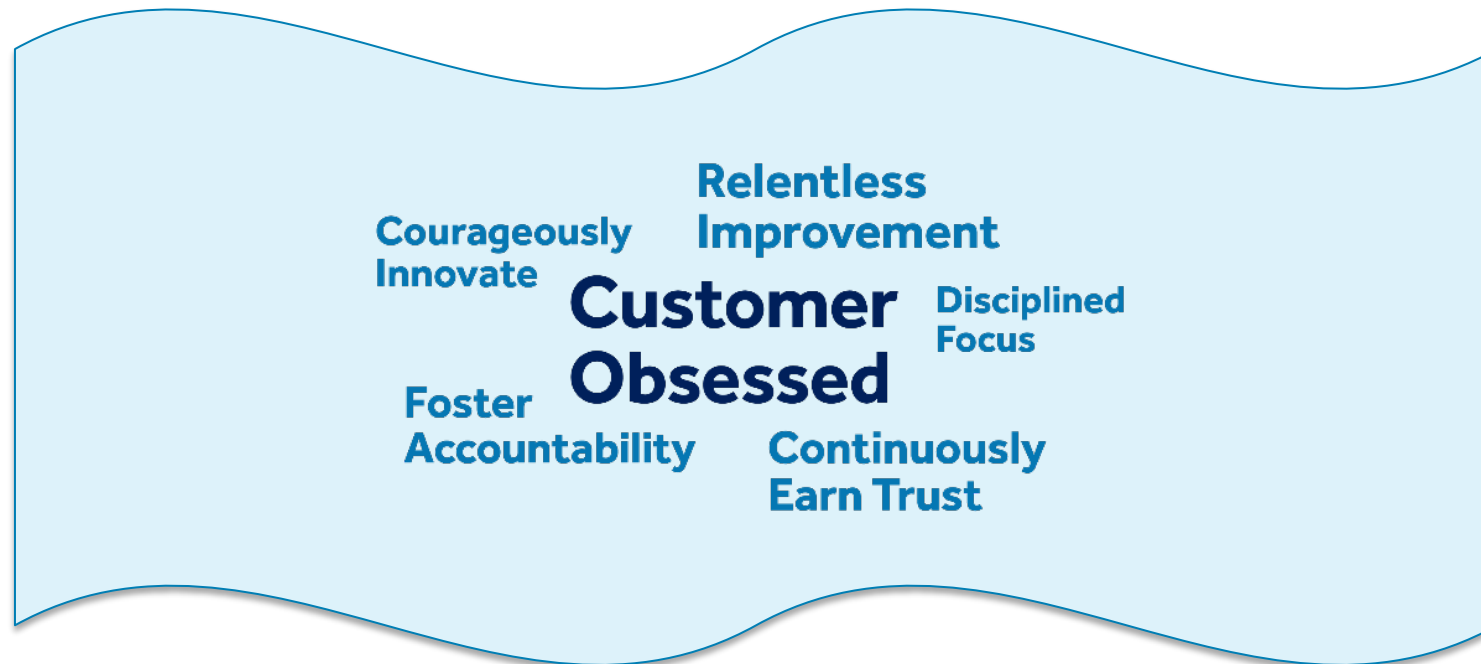 Relentless
Improvement
Courageously
Innovate
Customer
Obsessed
Disciplined
Focus
Foster
Accountability
Continuously
Earn Trust